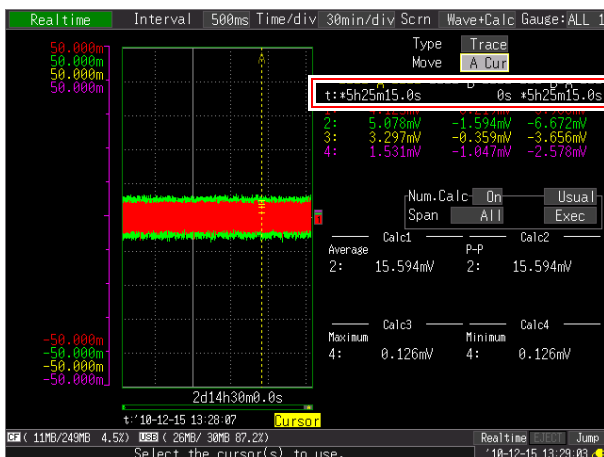 Realtime Interval 500ms Time/div 30min/div Scrn Wave+Calc Gauge:ALL 1
50.000m
50.000m
50.000m
50.000m
Type Trace
Move A Cur
t:*5h25m15.0s 0s *5h25m15.0s
2: 5.078mV -1.594mV -6.672mV
3: 3.297mV -0.359mV -3.656mV
4: 1.531mV -1.047mV -2.578mV
Num.Calc On Usual
Span All Exec
1
Calc1 Calc2
Average P-P
2: 15.594mV 2: 15.594mV
Calc3 Calc4
Maximum Minimum
4: 0.126mV 4: 0.126mV
-50.000m
-50.000m
-50.000m
-50.000m
2d14h30m0.0s
t:'10-12-15 13:28:07 Cursor
CF ( 11MB/249MB 4.5%) USB ( 26MB/ 30MB 87.2%) Realtime EJECT Jump
Select the cursor(s) to use. '10-12-15 13:29:03